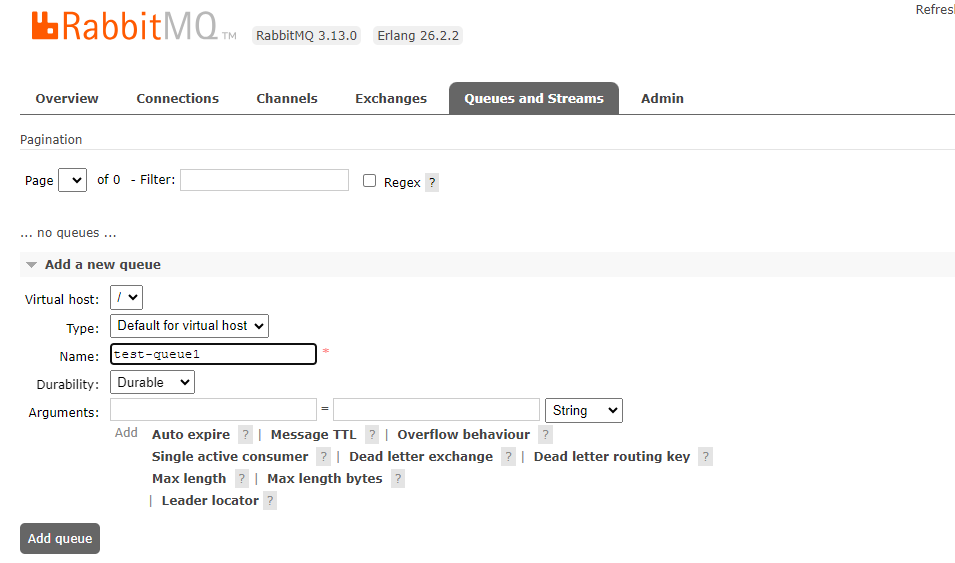 Refresh
RabbitMQ TM RabbitMQ 3.13.0 Erlang 26.2.2
Overview Connections Channels Exchanges Queues and Streams Admin
Pagination
Page of 0 - Filter: Regex ?
... no queues ...
Add a new queue
Virtual host: /
Type: Default for virtual host
Name: test-queue1 *
Durability: Durable
Arguments: = String
Add Auto expire ? | Message TTL ? | Overflow behaviour ?
Single active consumer ? | Dead letter exchange ? | Dead letter routing key ?
Max length ? | Max length bytes ?
| Leader locator ?
Add queue